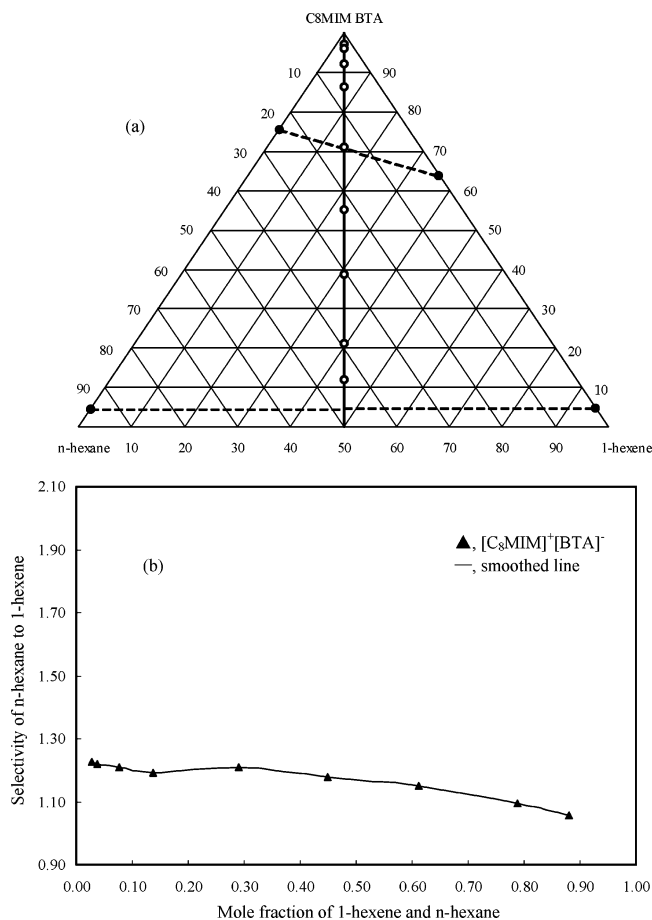 C8MIM BTA
10 90
20 80
(a)
30 70
40 60
50 50
60 40
70 30
80 20
90 10
n-hexane 10 20 30 40 50 60 70 80 90 1-hexene
2.10
1.90
1.70
1.50
1.30
1.10
0.90
Selectivity of n-hexane to 1-hexene
(b)
▲, [C₈MIM]⁺[BTA]⁻
—, smoothed line
0.00 0.10 0.20 0.30 0.40 0.50 0.60 0.70 0.80 0.90 1.00
Mole fraction of 1-hexene and n-hexane